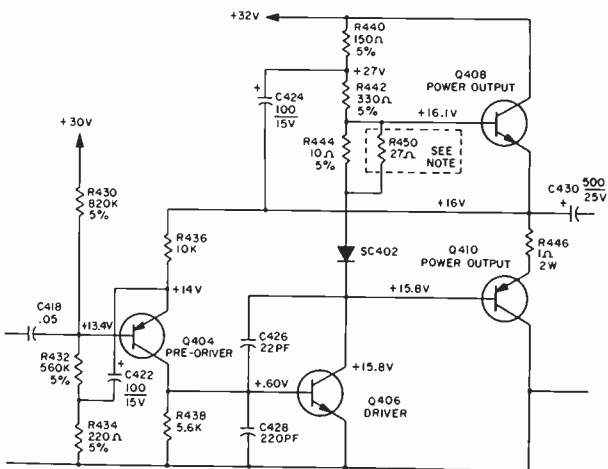 +32V
R440
150Ω
5%
+27V
C424
+
100
15V
R442
330Ω
5%
Q408
POWER OUTPUT
+16.1V
+30V
R444
10Ω
5%
R450
27Ω
SEE
NOTE
C430
500
25V
+
R430
820K
5%
+16V
R436
10K
SC402
Q410
POWER OUTPUT
R446
1Ω
2W
+14V
+15.8V
C418
.05
+13.4V
Q404
PRE-DRIVER
C426
22PF
R432
560K
5%
+
C422
100
15V
+15.8V
+.60V
Q406
DRIVER
R434
220Ω
5%
R438
5.6K
C428
220PF